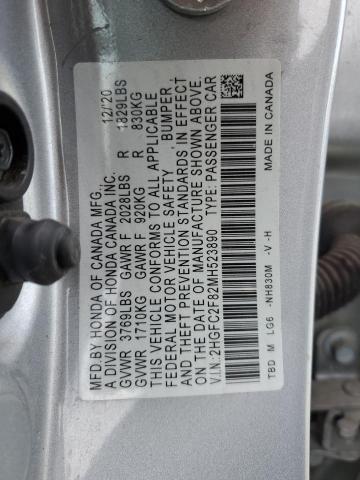 MFD BY HONDA OF CANADA MFG. 12/20
A DIVISION OF HONDA CANADA INC.
GVWR 3769LBS GAWR F 2028LBS R 1829LBS
GVWR 1710KG GAWR F 920KG R 830KG
THIS VEHICLE CONFORMS TO ALL APPLICABLE
FEDERAL MOTOR VEHICLE SAFETY, BUMPER
AND THEFT PREVENTION STANDARDS IN EFFECT
ON THE DATE OF MANUFACTURE SHOWN ABOVE
V.I.N.:2HGFC2F82MH523890 TYPE: PASSENGER CAR
TBD M LG6 -NH830M -V -H MADE IN CANADA